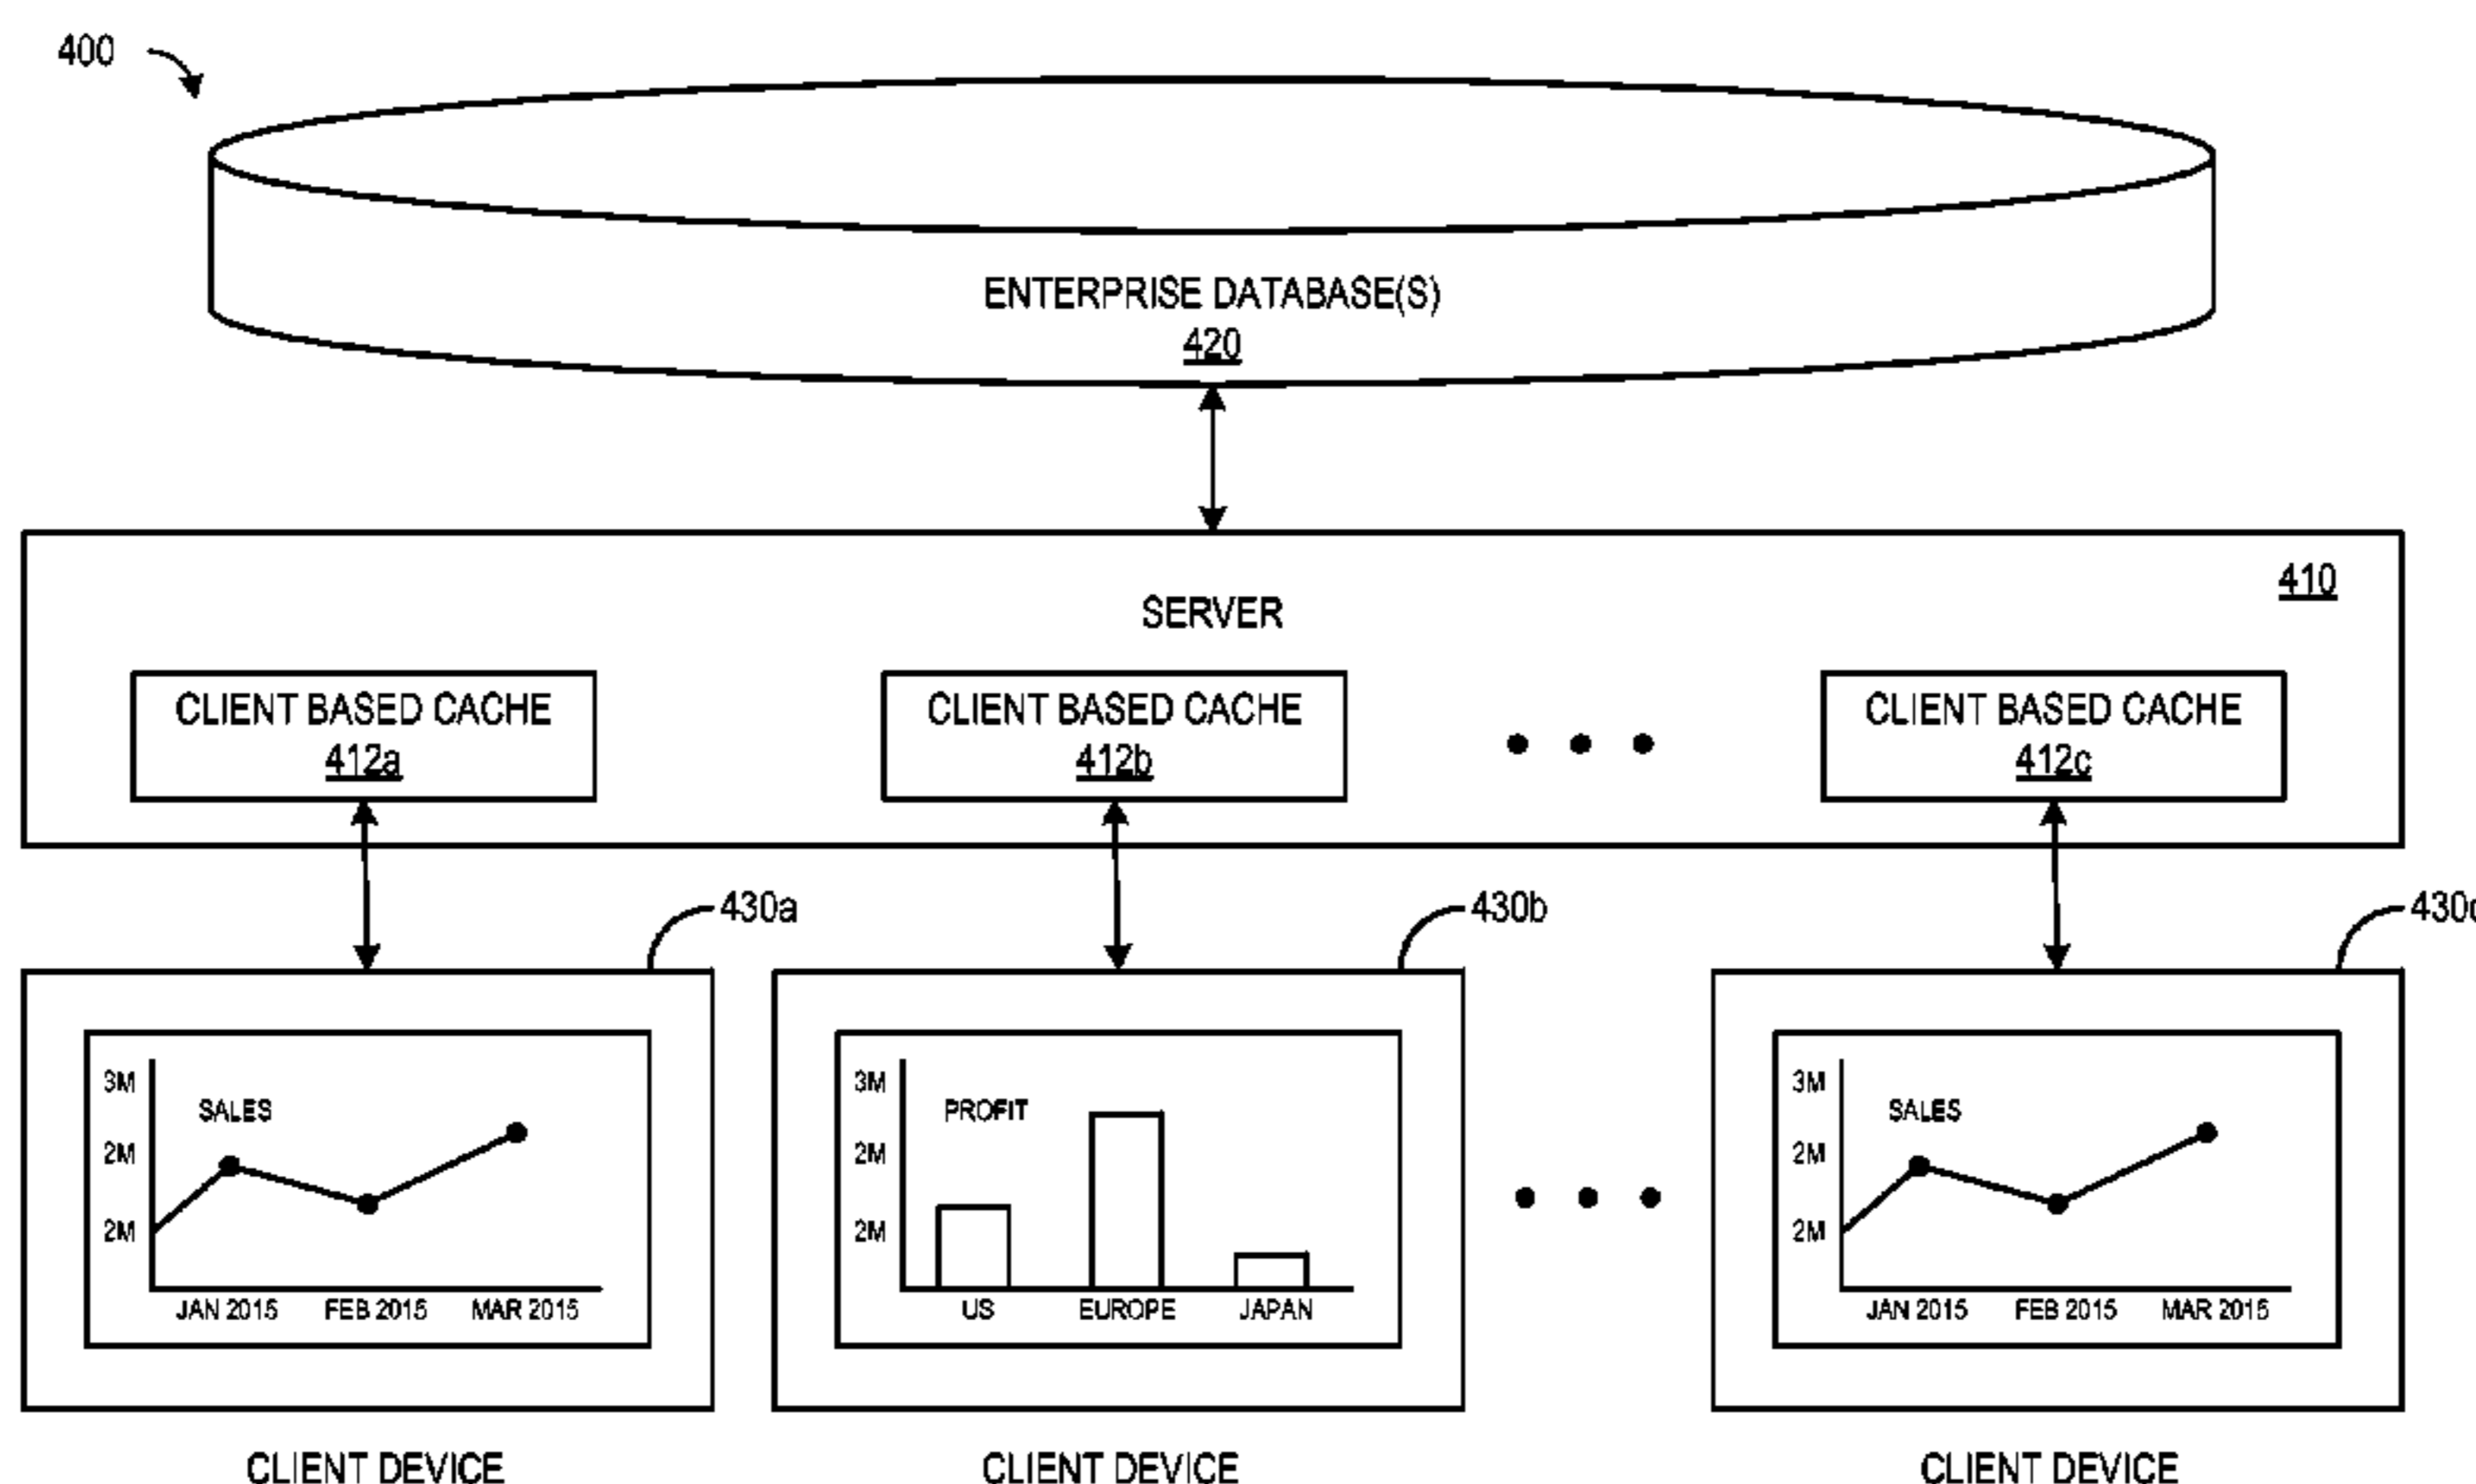 400
ENTERPRISE DATABASE(S)
420
410
SERVER
CLIENT BASED CACHE
412a
CLIENT BASED CACHE
412b
CLIENT BASED CACHE
412c
430a
430b
430c
3M
SALES
2M
2M
JAN 2015 FEB 2015 MAR 2015
3M
PROFIT
2M
2M
US EUROPE JAPAN
3M
SALES
2M
2M
JAN 2015 FEB 2015 MAR 2015
CLIENT DEVICE
CLIENT DEVICE
CLIENT DEVICE